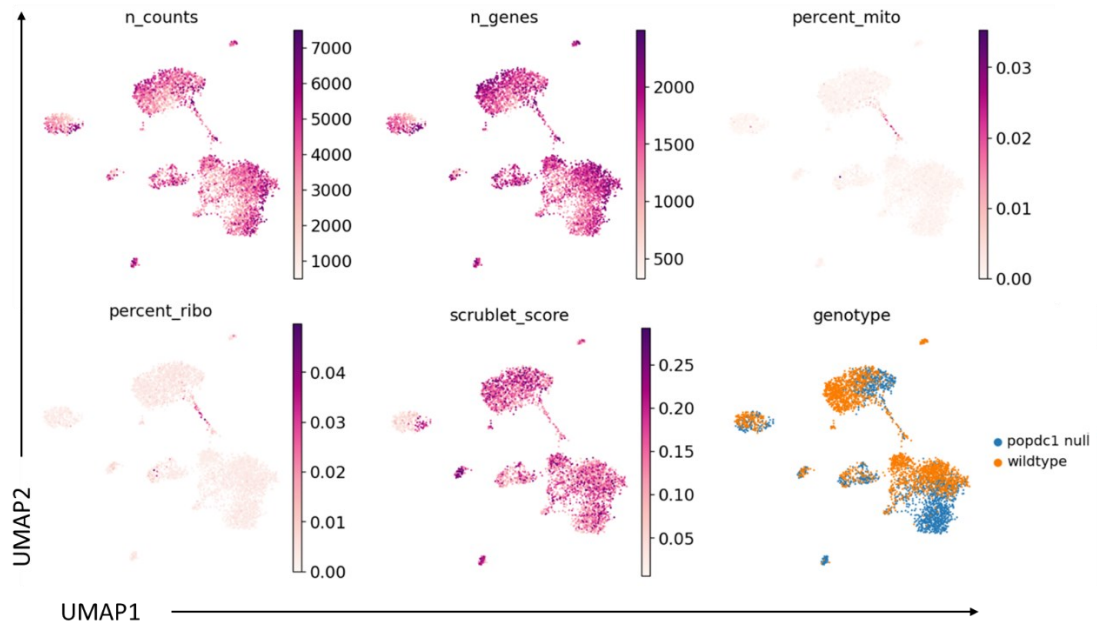 n_counts
n_genes
percent_mito
7000
6000
5000
4000
3000
2000
1000
2000
1500
1000
500
0.03
0.02
0.01
0.00
percent_ribo
scrublet_score
genotype
0.04
0.03
0.02
0.01
0.00
0.25
0.20
0.15
0.10
0.05
popdc1 null
wildtype
UMAP2
UMAP1